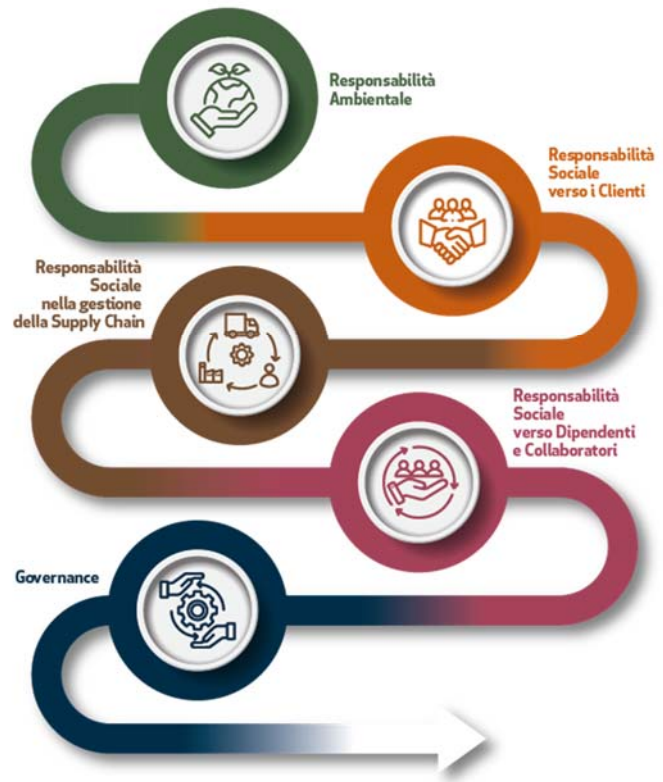 Responsabilità
Ambientale
Responsabilità
Sociale
verso i Clienti
Responsabilità
Sociale
nella gestione
della Supply Chain
Responsabilità
Sociale
verso Dipendenti
e Collaboratori
Governance